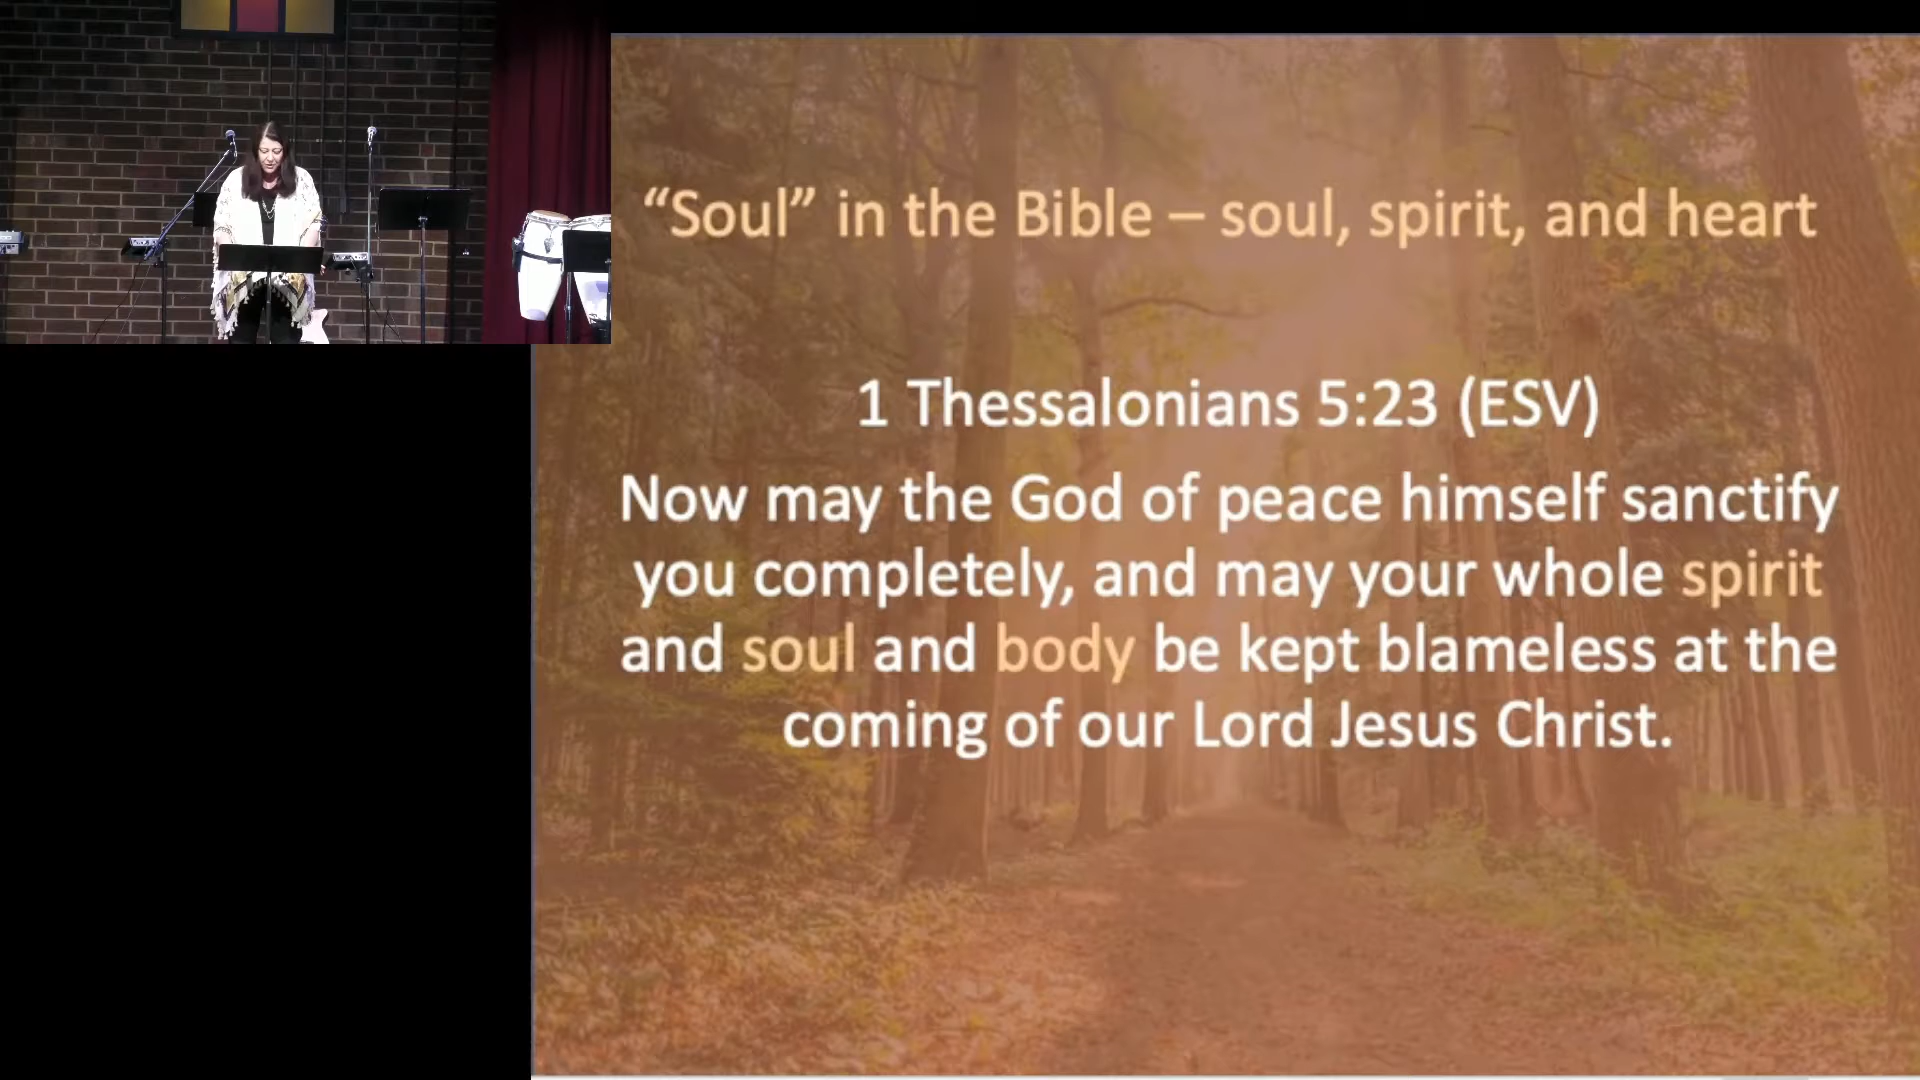 “Soul” in the Bible – soul, spirit, and heart
1 Thessalonians 5:23 (ESV)
Now may the God of peace himself sanctify
you completely, and may your whole spirit
and soul and body be kept blameless at the
coming of our Lord Jesus Christ.